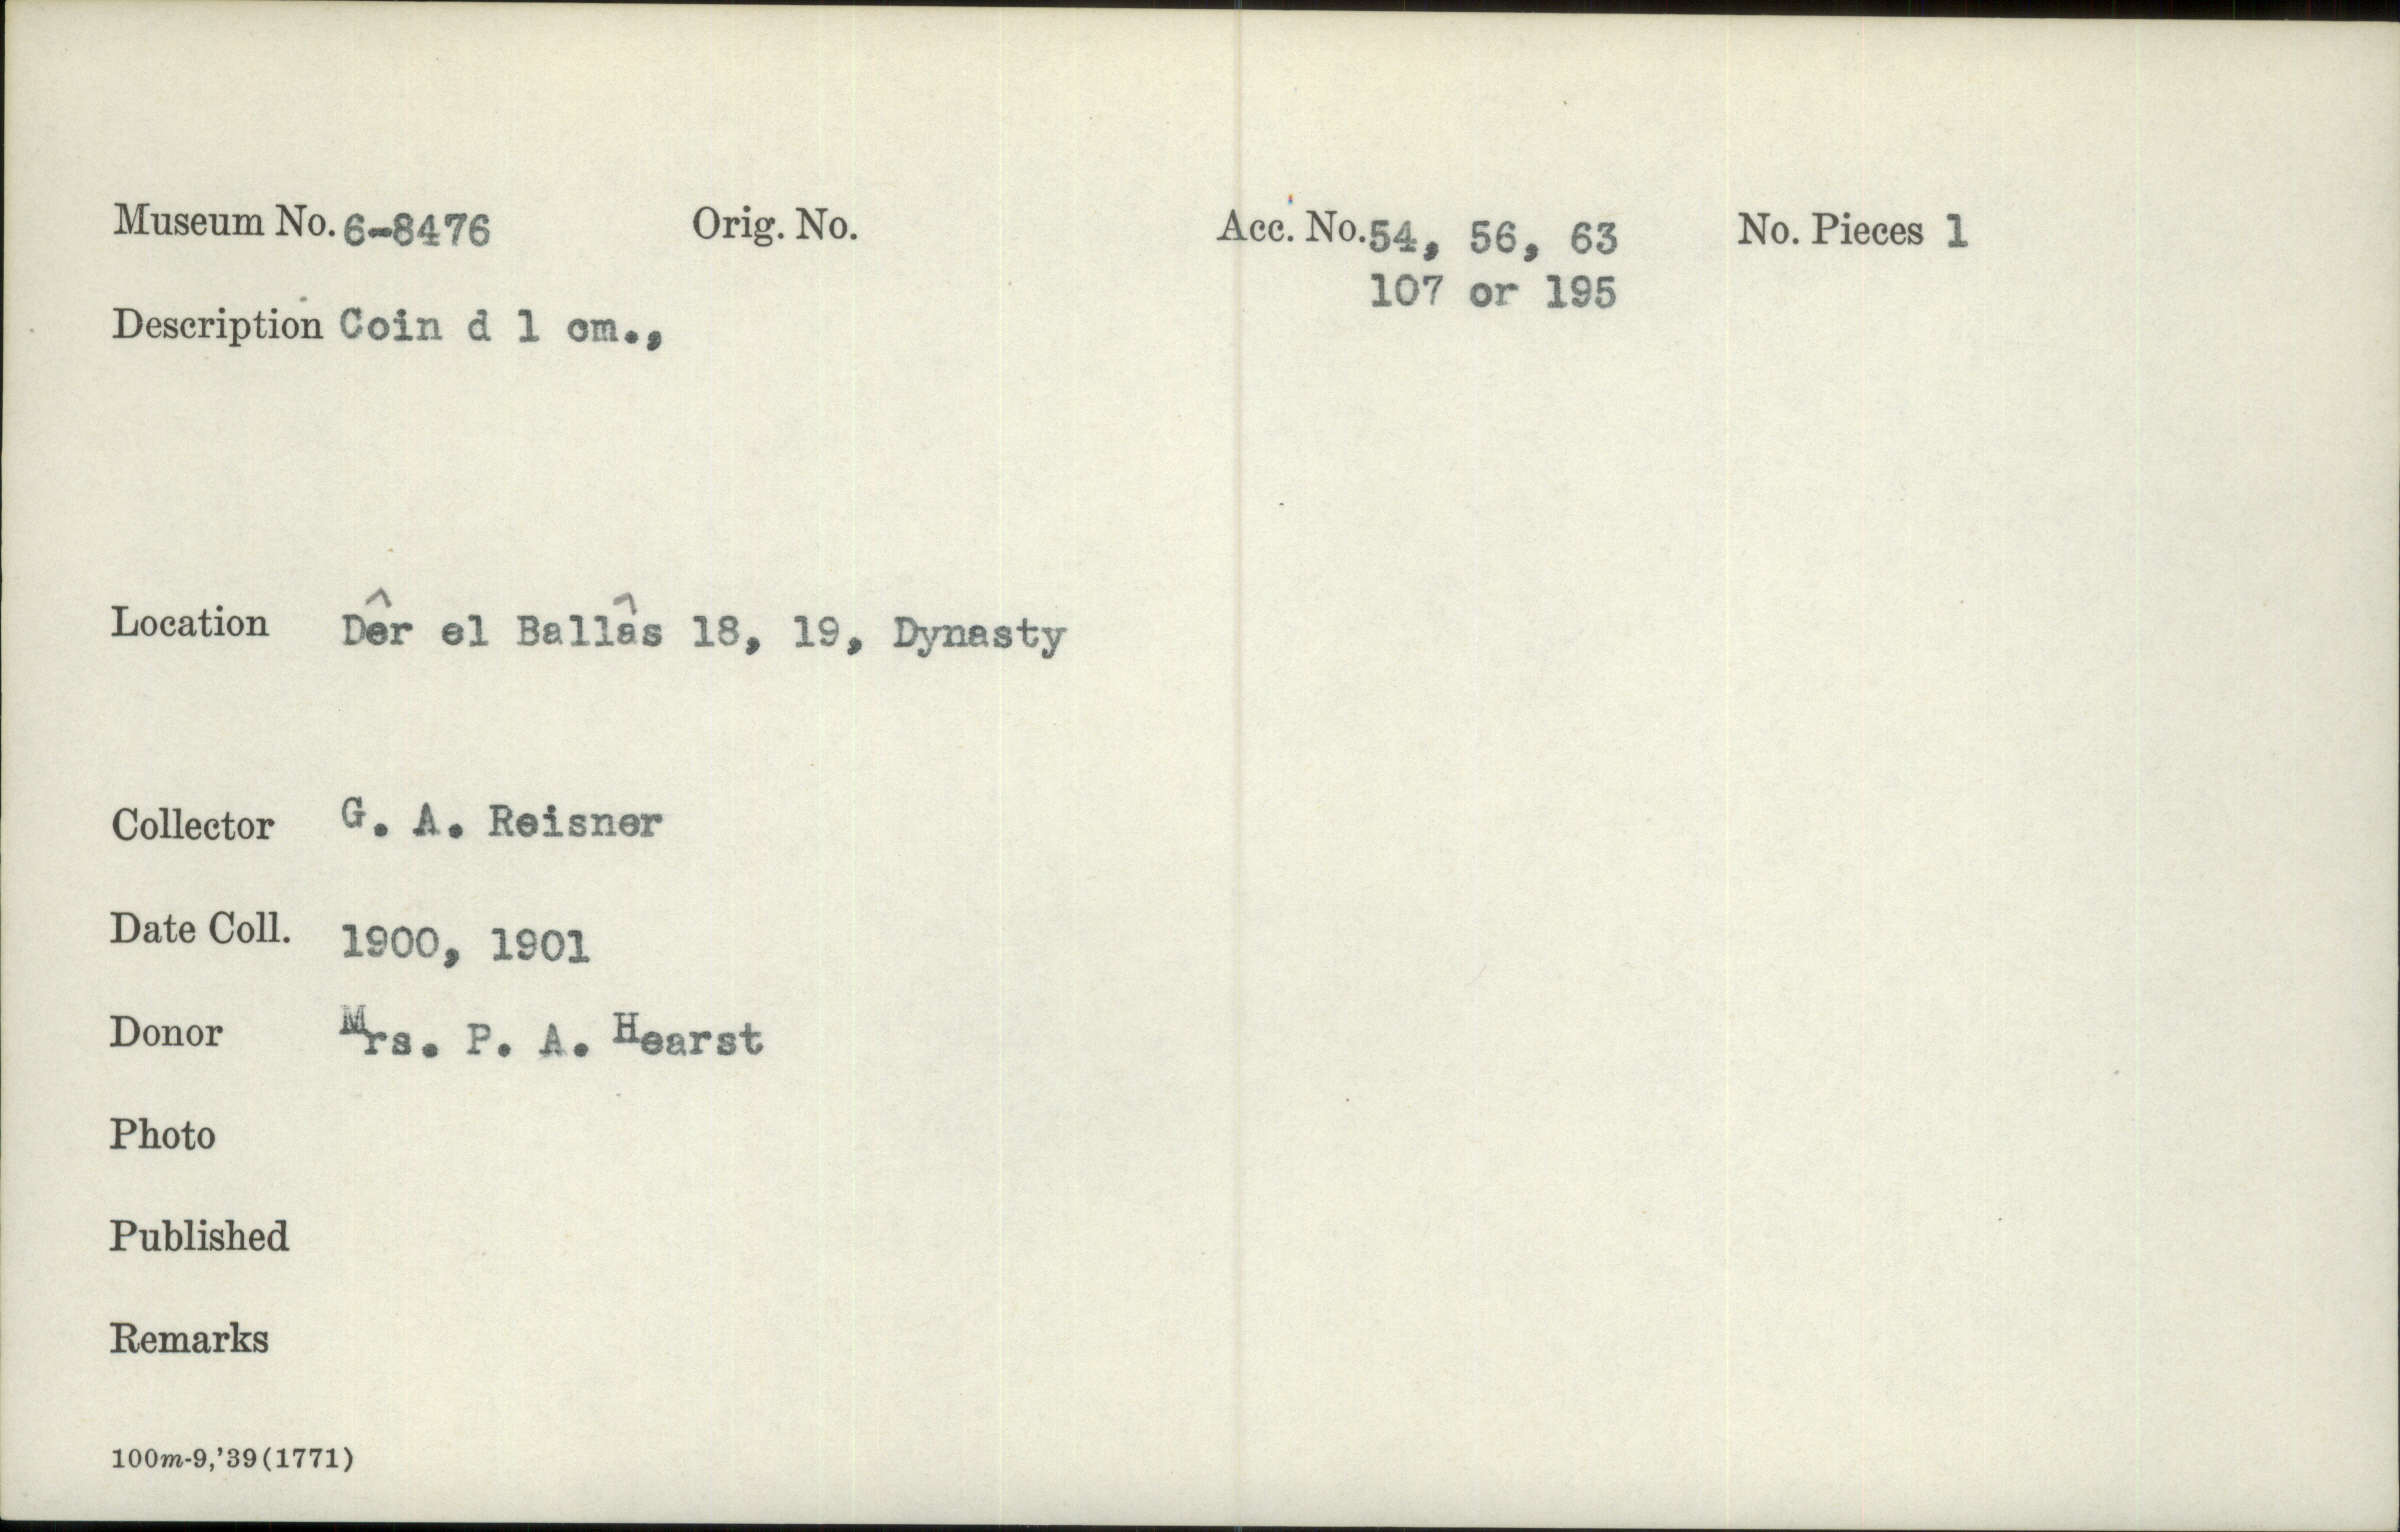 Museum No. 6-8476 Orig. No. Acc. No. 54, 56, 63 No. Pieces 1
107 or 195
Description Coin d 1 cm.,
Location Dêr el Ballâs 18, 19, Dynasty
Collector G. A. Reisner
Date Coll. 1900, 1901
Donor Mrs. P. A. Hearst
Photo
Published
Remarks
100m-9,'39(1771)